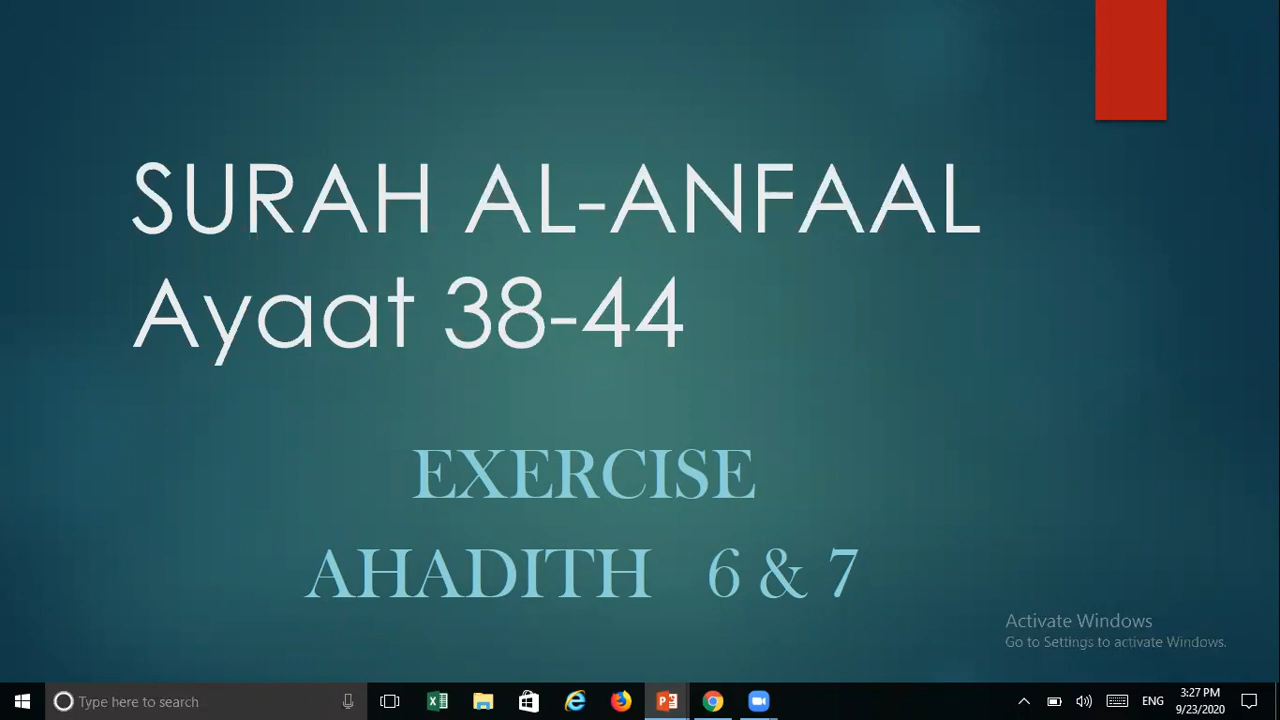 SURAH AL-ANFAAL
Ayaat 38-44
EXERCISE
AHADITH 6 & 7
Activate Windows
Go to Settings to activate Windows.
Type here to search
ENG
3:27 PM
9/23/2020